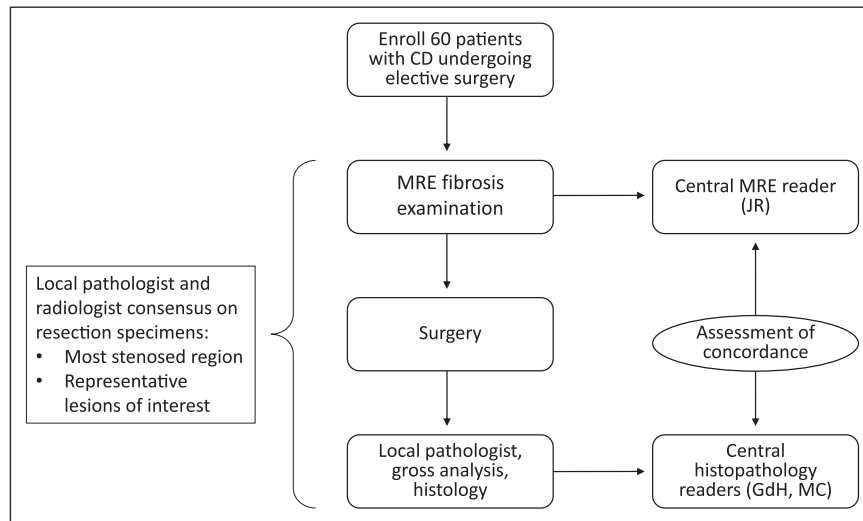 Enroll 60 patients
with CD undergoing
elective surgery
MRE fibrosis
examination
Central MRE reader
(JR)
Local pathologist and
radiologist consensus on
resection specimens:
• Most stenosed region
• Representative
lesions of interest
Surgery
Assessment of
concordance
Local pathologist,
gross analysis,
histology
Central
histopathology
readers (GdH, MC)